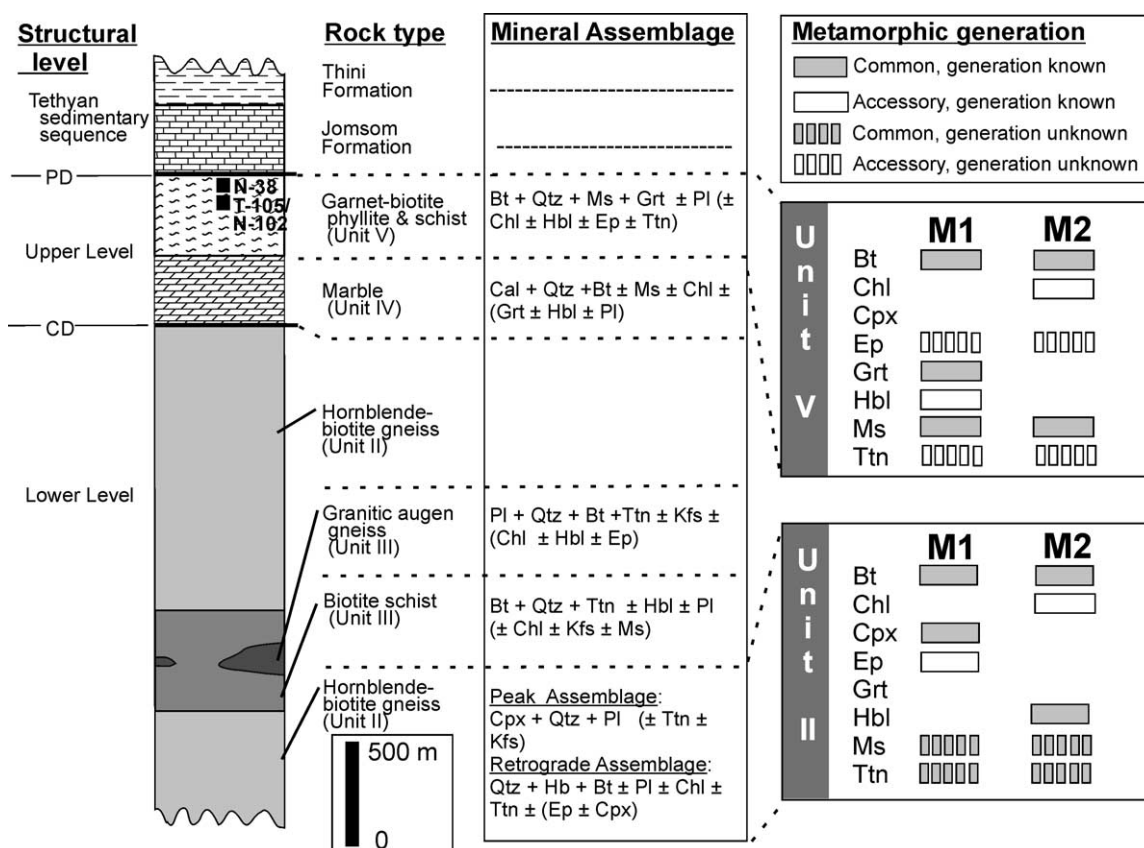 Structural
level
Tethyan
sedimentary
sequence
PD
Upper Level
CD
Lower Level
N-38
T-105/
N-102
Rock type
Thini
Formation
Jomsom
Formation
Garnet-biotite
phyllite & schist
(Unit V)
Marble
(Unit IV)
Hornblende-
biotite gneiss
(Unit II)
Granitic augen
gneiss
(Unit III)
Biotite schist
(Unit III)
Hornblende-
biotite gneiss
(Unit II)
500 m
0
Mineral Assemblage
Bt + Qtz + Ms + Grt ± Pl (±
Chl ± Hbl ± Ep ± Ttn)
Cal + Qtz +Bt ± Ms ± Chl ±
(Grt ± Hbl ± Pl)
Pl + Qtz + Bt +Ttn ± Kfs ±
(Chl ± Hbl ± Ep)
Bt + Qtz + Ttn ± Hbl ± Pl
(± Chl ± Kfs ± Ms)
Peak Assemblage:
Cpx + Qtz + Pl (± Ttn ±
Kfs)
Retrograde Assemblage:
Qtz + Hb + Bt ± Pl ± Chl ±
Ttn ± (Ep ± Cpx)
Metamorphic generation
Common, generation known
Accessory, generation known
Common, generation unknown
Accessory, generation unknown
Unit V
M1 M2
Bt
Chl
Cpx
Ep
Grt
Hbl
Ms
Ttn
Unit II
M1 M2
Bt
Chl
Cpx
Ep
Grt
Hbl
Ms
Ttn